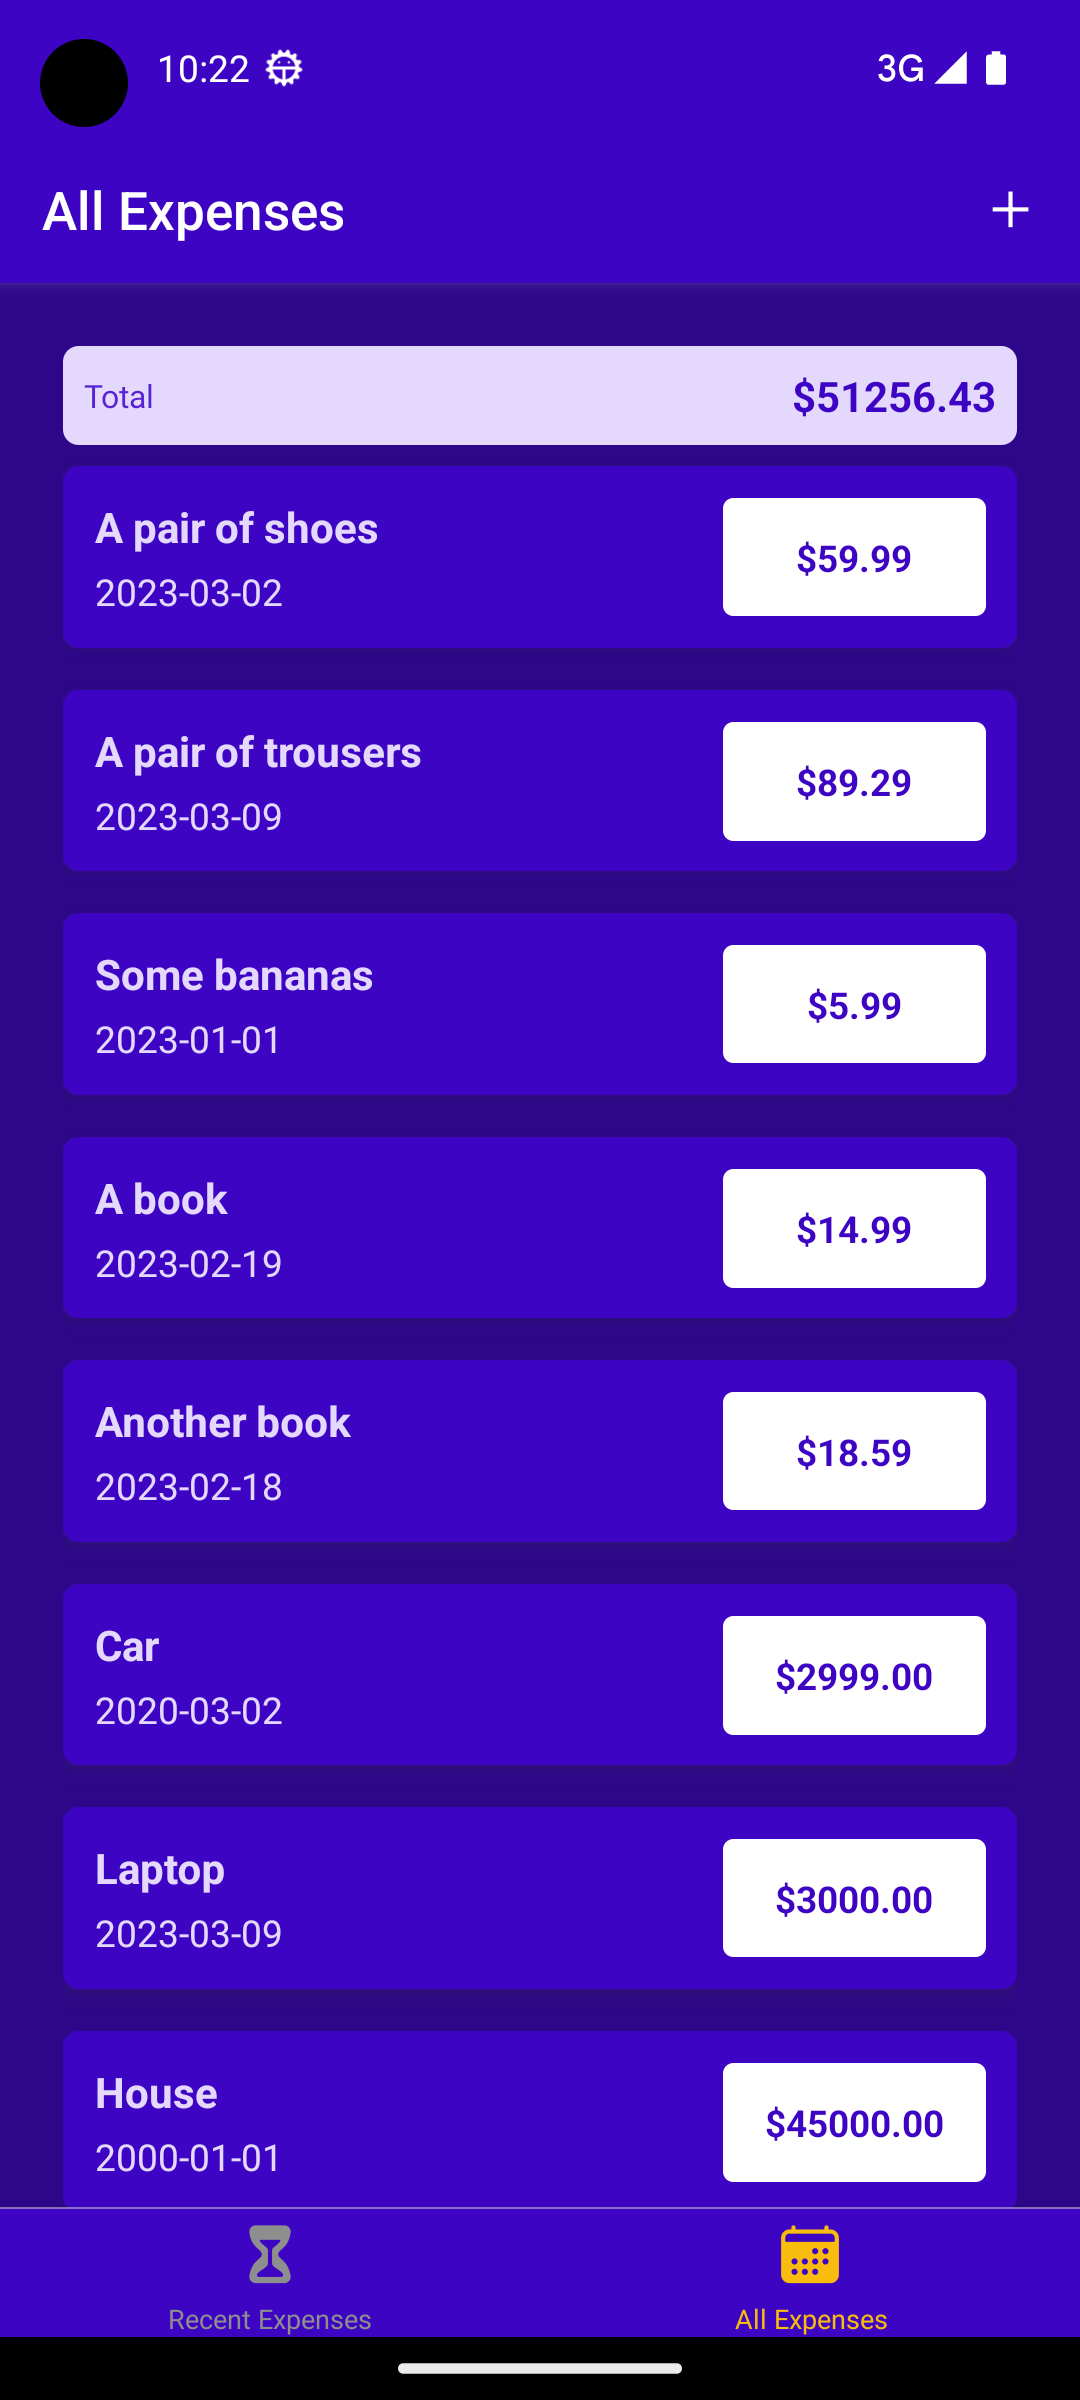 10:22
3G
All Expenses
Total $51256.43
A pair of shoes
2023-03-02
$59.99
A pair of trousers
2023-03-09
$89.29
Some bananas
2023-01-01
$5.99
A book
2023-02-19
$14.99
Another book
2023-02-18
$18.59
Car
2020-03-02
$2999.00
Laptop
2023-03-09
$3000.00
House
2000-01-01
$45000.00
Recent Expenses
All Expenses